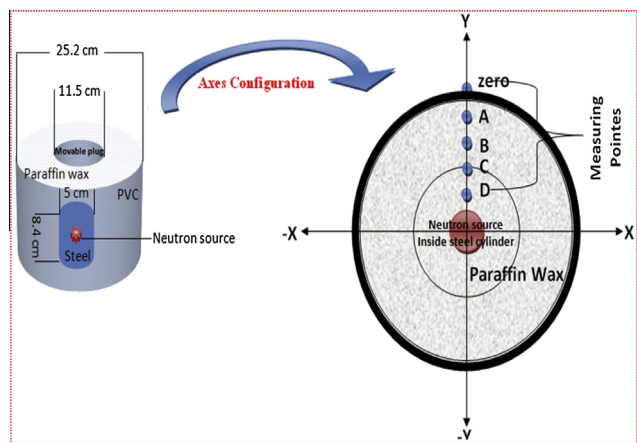 25.2 cm
11.5 cm
Movable plug
Paraffin wax
5 cm
PVC
8.4 cm
Neutron source
Steel
Axes Configuration
Y
zero
A
B
C
D
Measuring
Pointes
-X
X
Neutron source
Inside steel cylinder
Paraffin Wax
-Y